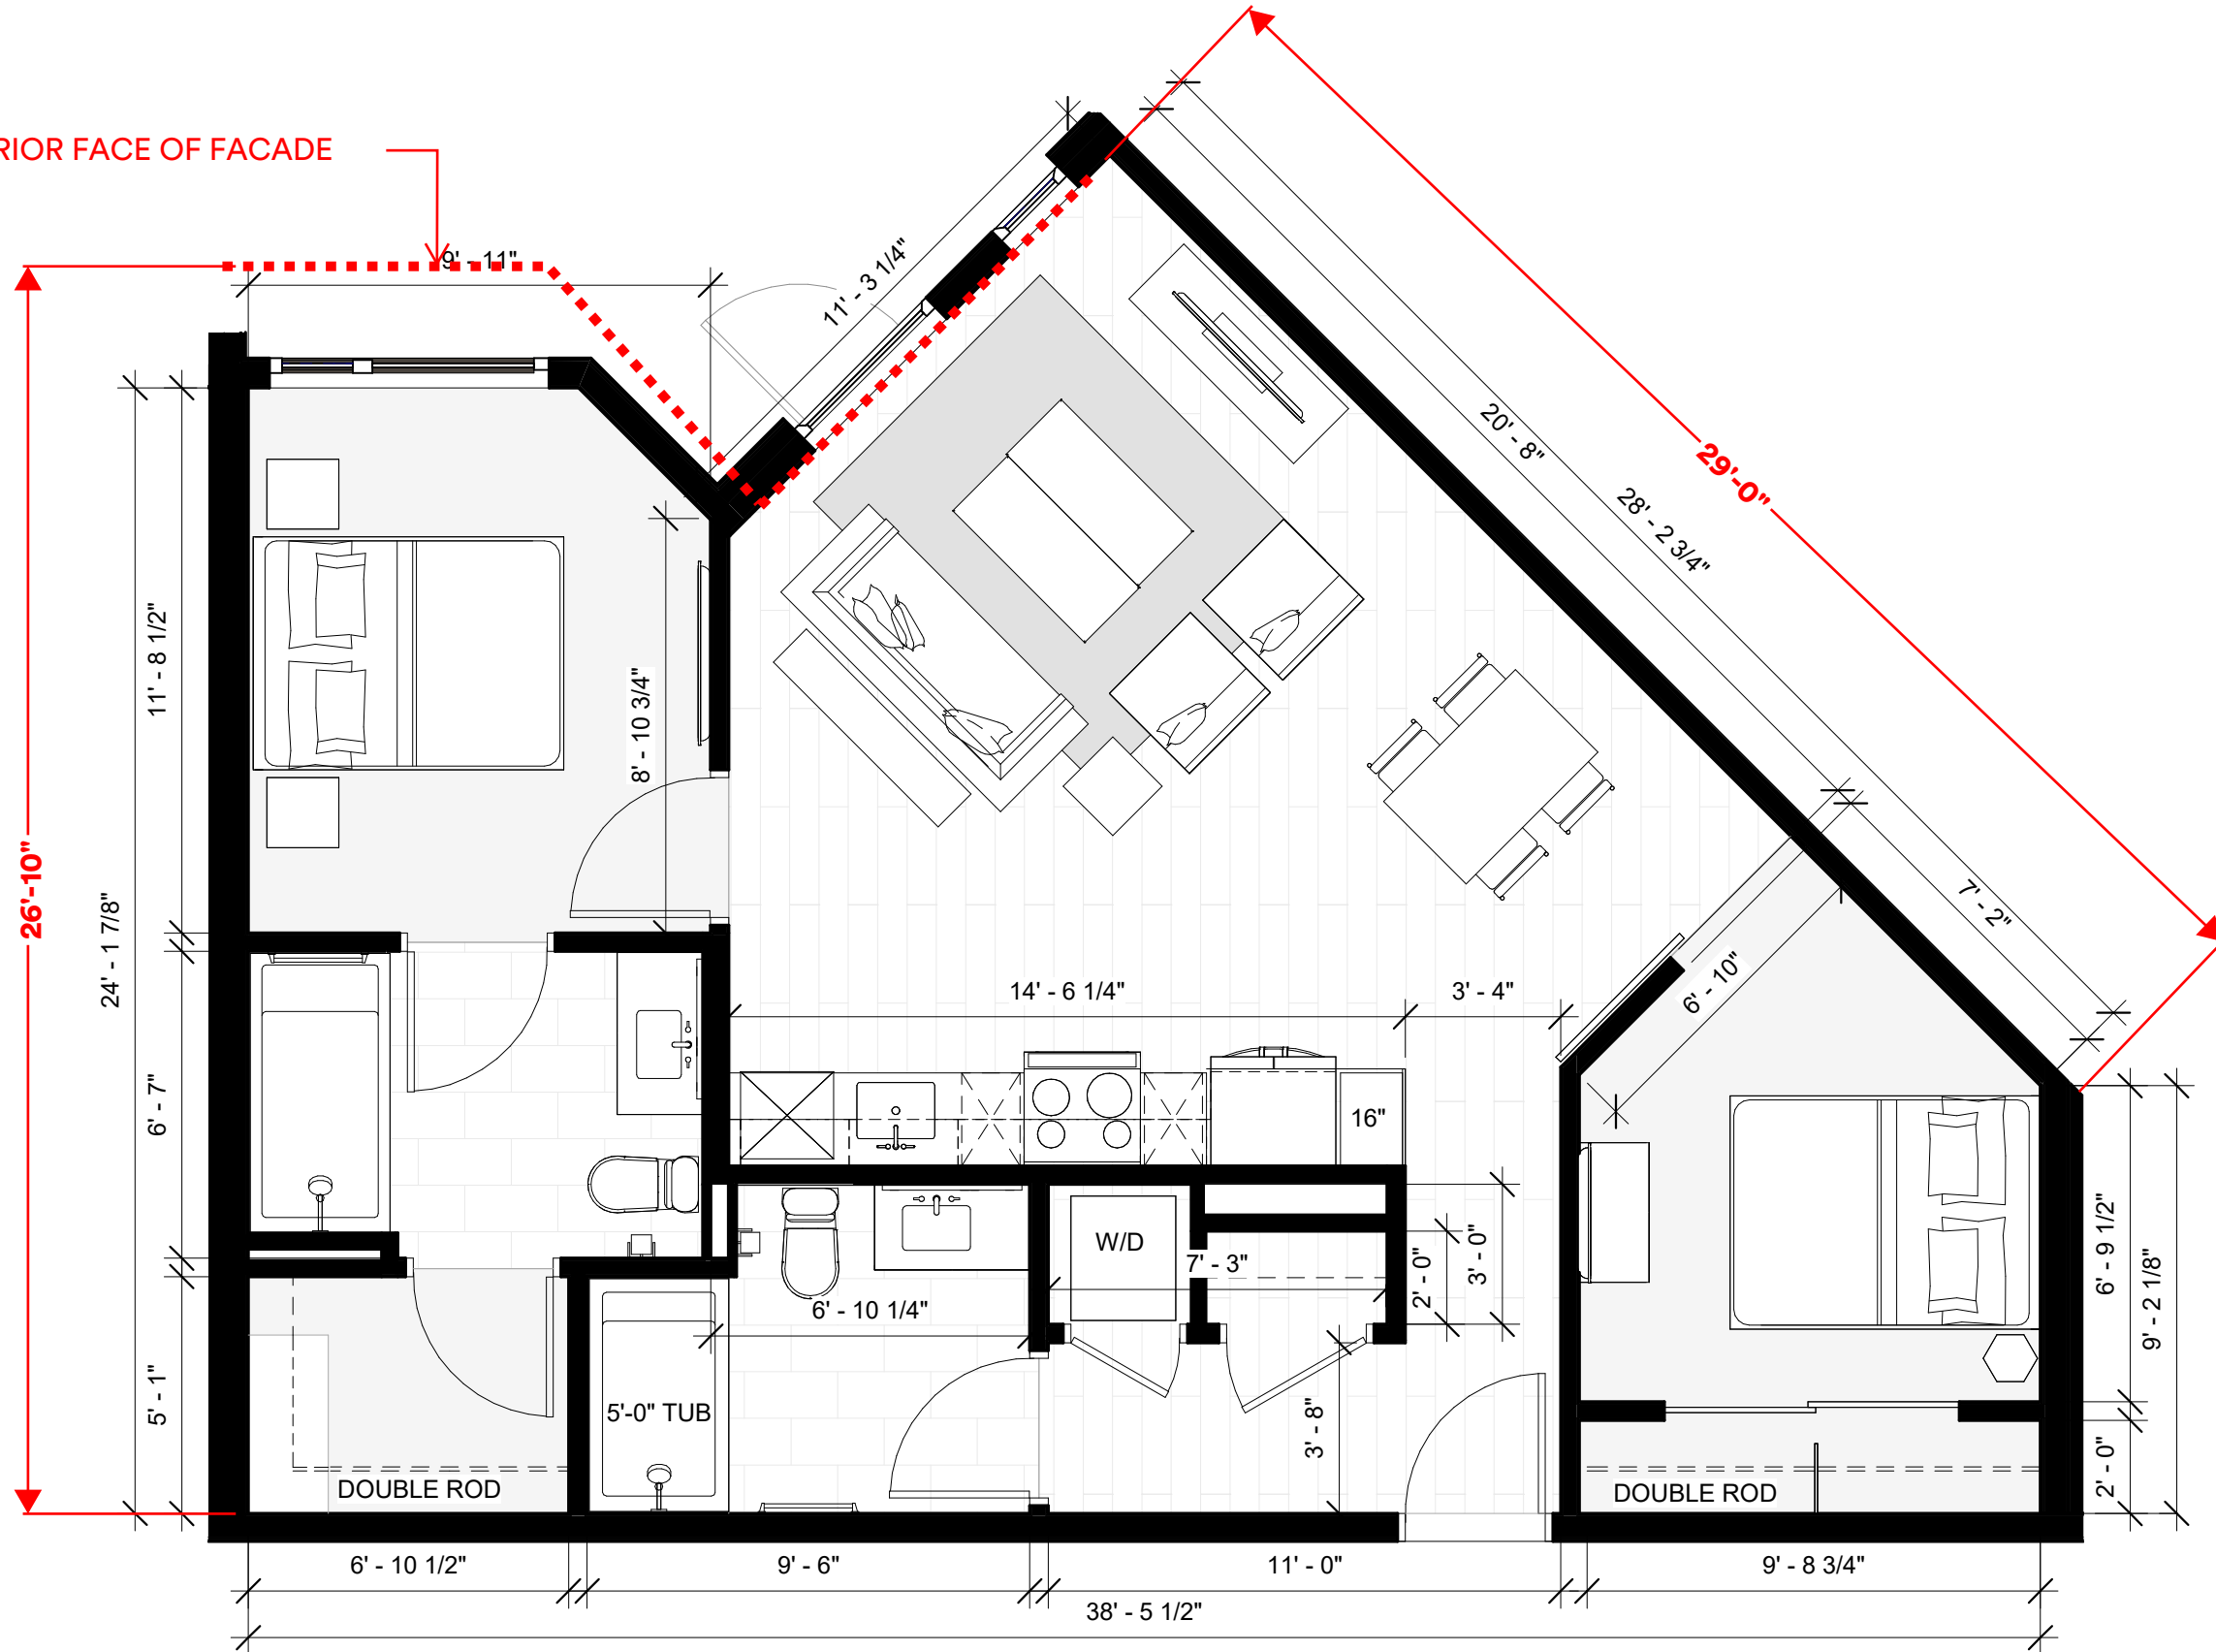 RIOR FACE OF FACADE
9' - 11"
11' - 3 1/4"
20' - 8"
29'-0"
28' - 2 3/4"
7' - 2"
11' - 8 1/2"
8' - 10 3/4"
26'-10"
24' - 1 7/8"
14' - 6 1/4"
3' - 4"
6' - 10"
6' - 7"
16"
W/D
7' - 3"
2' - 0"
3' - 0"
6' - 9 1/2"
9' - 2 1/8"
6' - 10 1/4"
5' - 1"
5'-0" TUB
3' - 8"
DOUBLE ROD
DOUBLE ROD
2' - 0"
6' - 10 1/2"
9' - 6"
11' - 0"
9' - 8 3/4"
38' - 5 1/2"